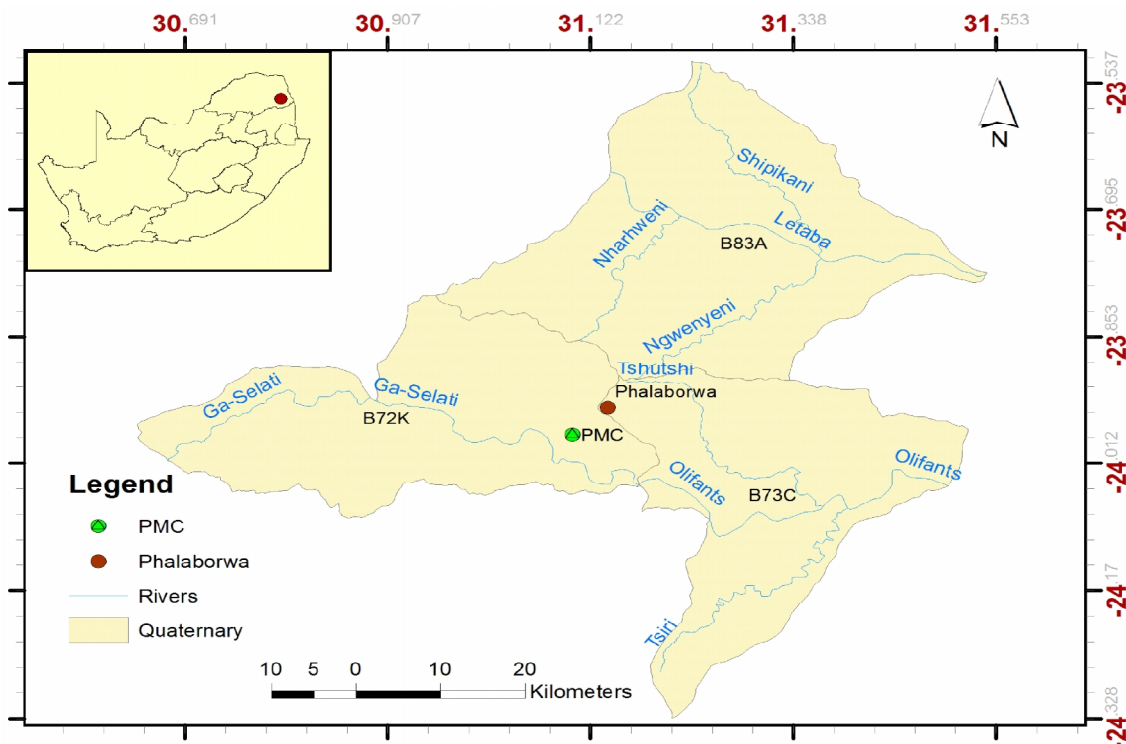 30.691 30.907 31.122 31.338 31.553
-23.537
N
Shipikani
-23.695
Nharhweni
Letaba
B83A
Ngwenyeni
-23.853
Tshutshi
Ga-Selati
Ga-Selati
Phalaborwa
B72K
PMC
-24.012
Olifants
Olifants
B73C
Legend
PMC
Phalaborwa
-24.17
Rivers
Quaternary
Tsiri
10 5 0 10 20
Kilometers
-24.328